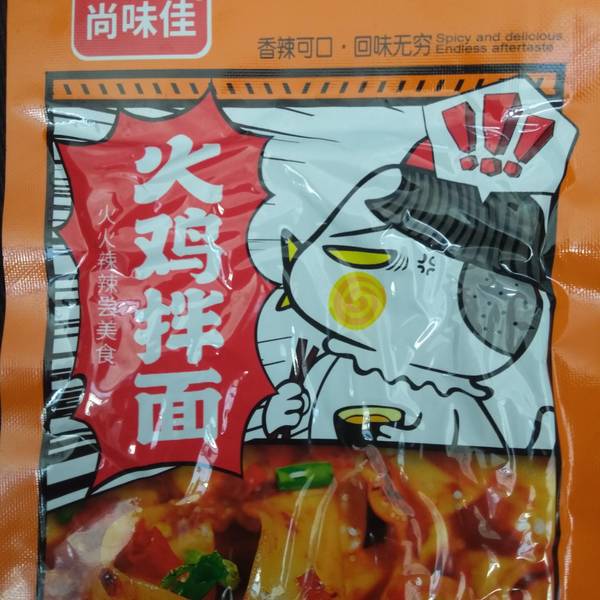 尚味佳
香辣可口·回味无穷
Spicy and delicious
Endless aftertaste
火鸡拌面
火火辣辣尝美食
!!!